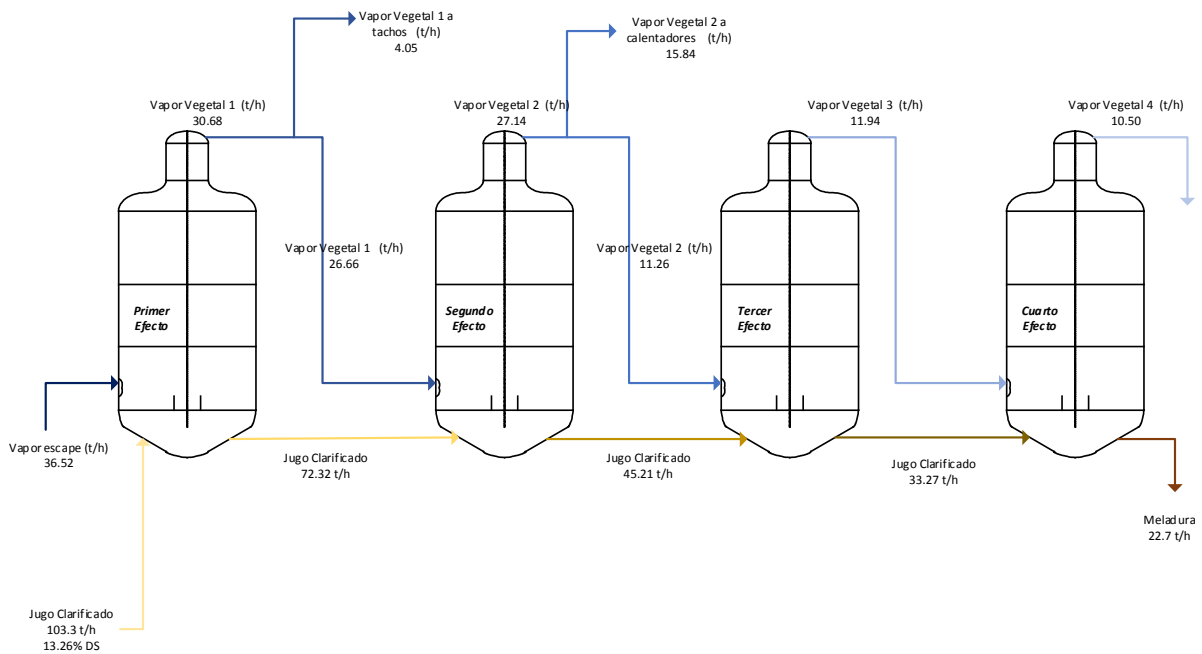 Vapor Vegetal 1 a
tachos (t/h)
4.05
Vapor Vegetal 2 a
calentadores (t/h)
15.84
Vapor Vegetal 1 (t/h)
30.68
Vapor Vegetal 2 (t/h)
27.14
Vapor Vegetal 3 (t/h)
11.94
Vapor Vegetal 4 (t/h)
10.50
Vapor Vegetal 1 (t/h)
26.66
Vapor Vegetal 2 (t/h)
11.26
Primer
Efecto
Segundo
Efecto
Tercer
Efecto
Cuarto
Efecto
Vapor escape (t/h)
36.52
Jugo Clarificado
72.32 t/h
Jugo Clarificado
45.21 t/h
Jugo Clarificado
33.27 t/h
Meladura
22.7 t/h
Jugo Clarificado
103.3 t/h
13.26% DS